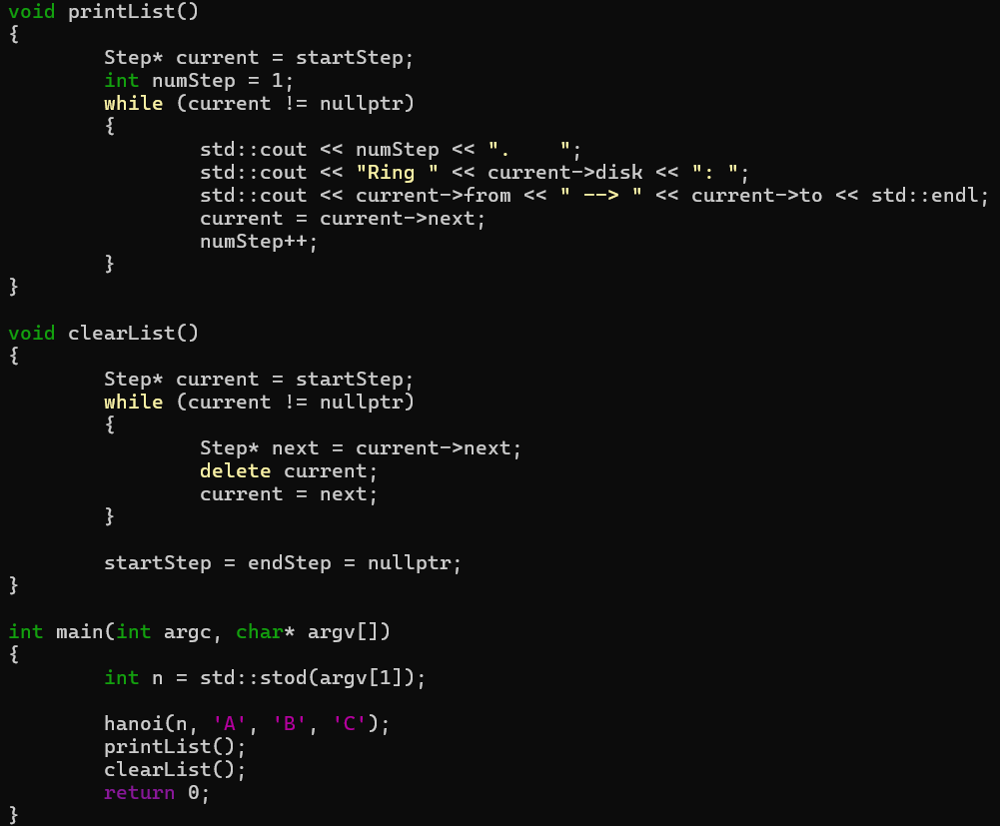 void printList()
{
        Step* current = startStep;
        int numStep = 1;
        while (current != nullptr)
        {
                std::cout << numStep << ".    ";
                std::cout << "Ring " << current->disk << ": ";
                std::cout << current->from << " --> " << current->to << std::endl;
                current = current->next;
                numStep++;
        }
}

void clearList()
{
        Step* current = startStep;
        while (current != nullptr)
        {
                Step* next = current->next;
                delete current;
                current = next;
        }

        startStep = endStep = nullptr;
}

int main(int argc, char* argv[])
{
        int n = std::stod(argv[1]);

        hanoi(n, 'A', 'B', 'C');
        printList();
        clearList();
        return 0;
}